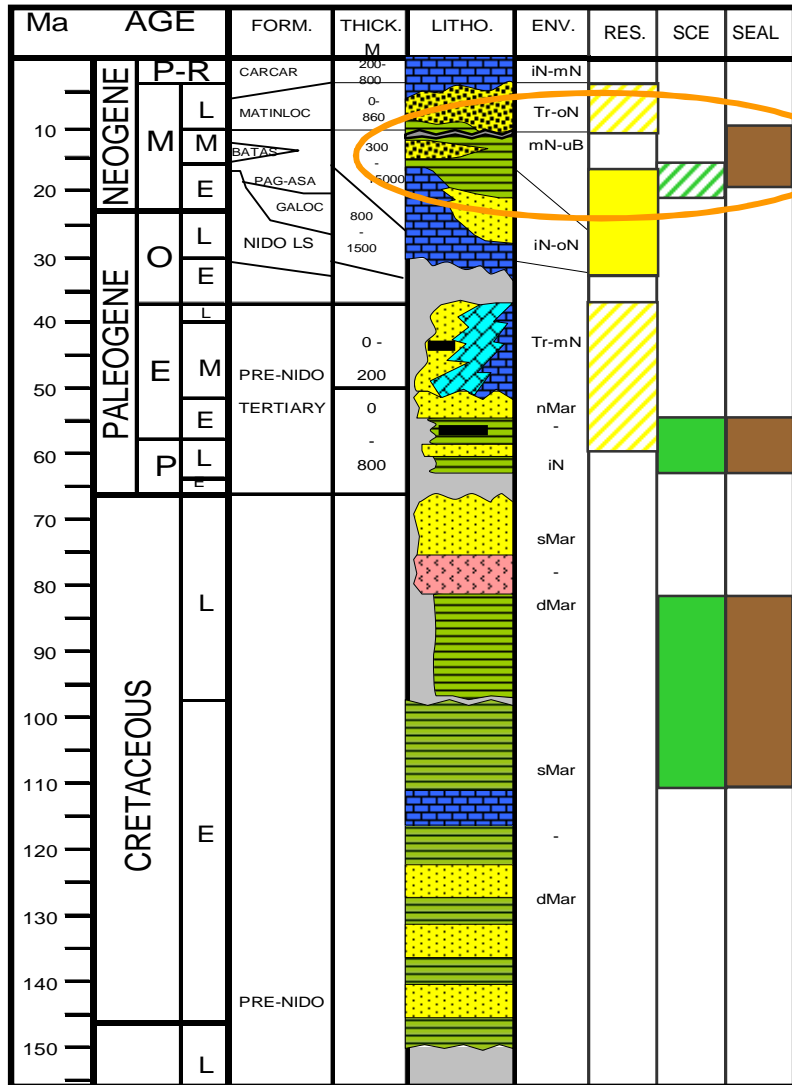 Ma AGE FORM. THICK. M LITHO. ENV. RES. SCE SEAL
NEOGENE
PALEOGENE
CRETACEOUS
P-R
M
L
M
E
O
L
E
E
L
M
E
P
L
E
L
E
L
10
20
30
40
50
60
70
80
90
100
110
120
130
140
150
CARCAR
MATINLOC
BATAS
PAG-ASA
GALOC
NIDO LS
PRE-NIDO
TERTIARY
PRE-NIDO
200-
800
0-
860
300
-
15000
800
-
1500
0 -
200
0
-
800
iN-mN
Tr-oN
mN-uB
iN-oN
Tr-mN
nMar
-
iN
sMar
-
dMar
sMar
-
dMar